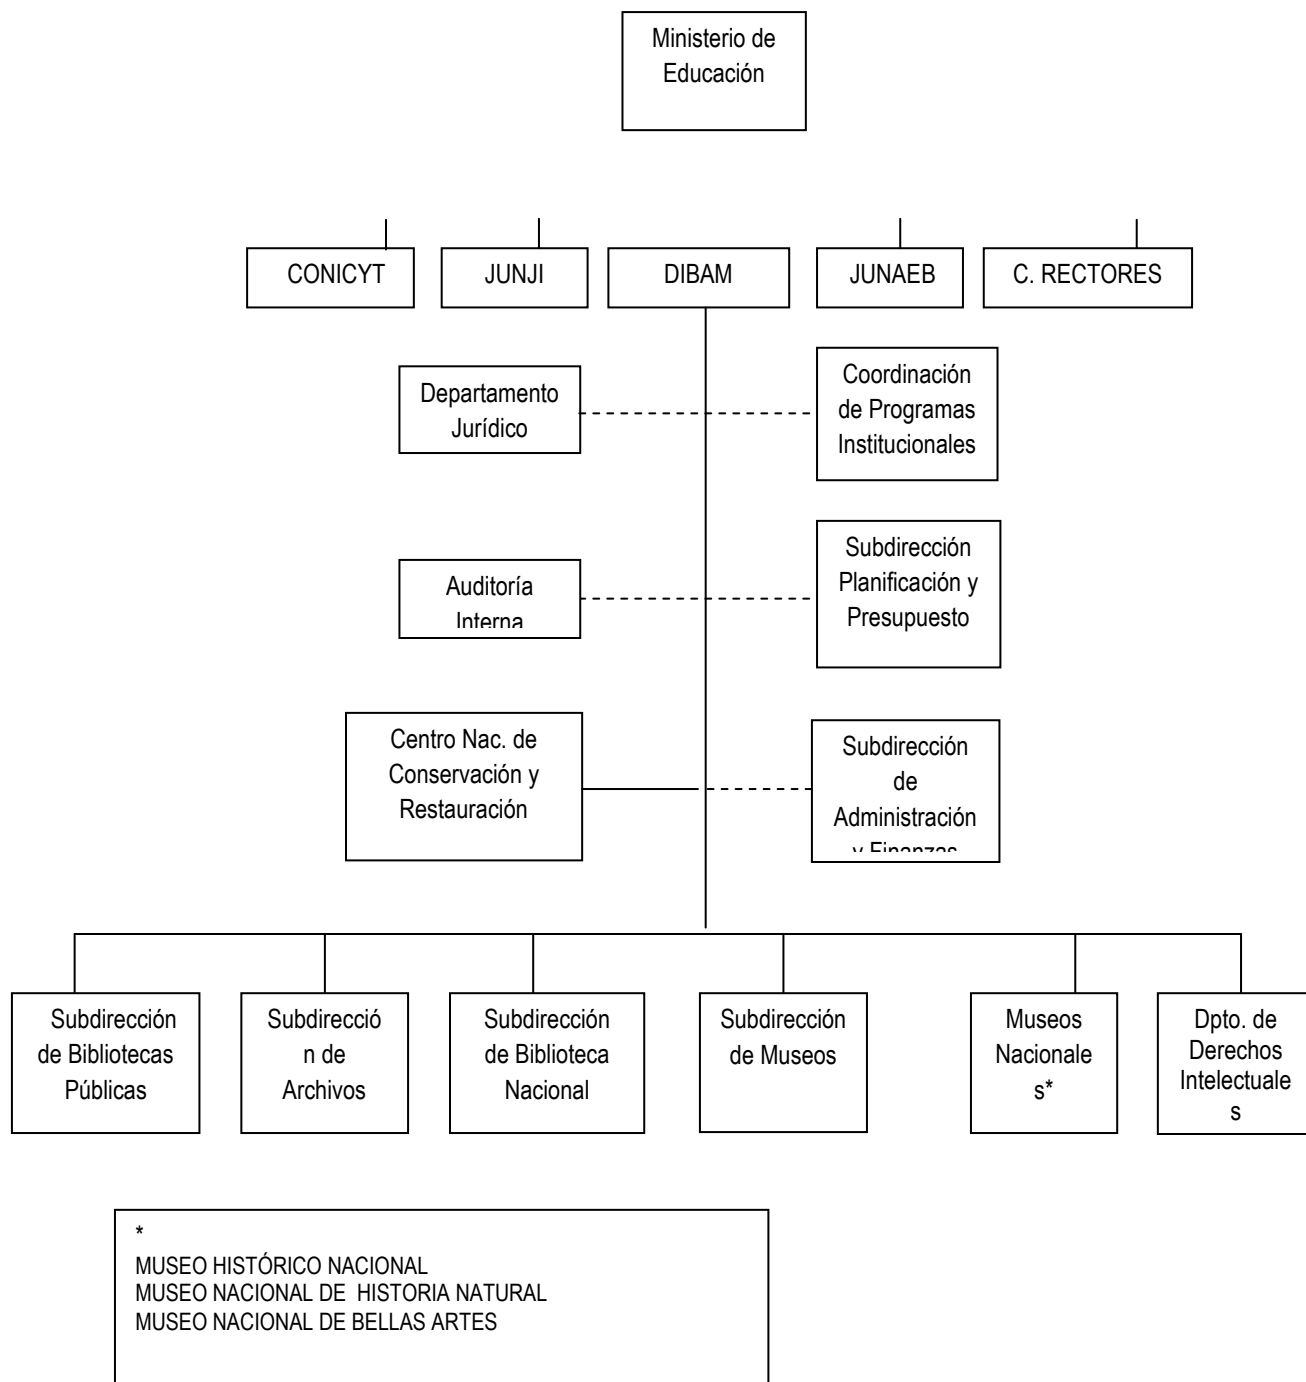 Ministerio de
Educación
CONICYT
JUNJI
DIBAM
JUNAEB
C. RECTORES
Departamento
Jurídico
Coordinación
de Programas
Institucionales
Auditoría
Interna
Subdirección
Planificación y
Presupuesto
Centro Nac. de
Conservación y
Restauración
Subdirección
de
Administración
y Finanzas
Subdirección
de Bibliotecas
Públicas
Subdirecció
n de
Archivos
Subdirección
de Biblioteca
Nacional
Subdirección
de Museos
Museos
Nacionale
s*
Dpto. de
Derechos
Intelectuale
s
*
MUSEO HISTÓRICO NACIONAL
MUSEO NACIONAL DE  HISTORIA NATURAL
MUSEO NACIONAL DE BELLAS ARTES